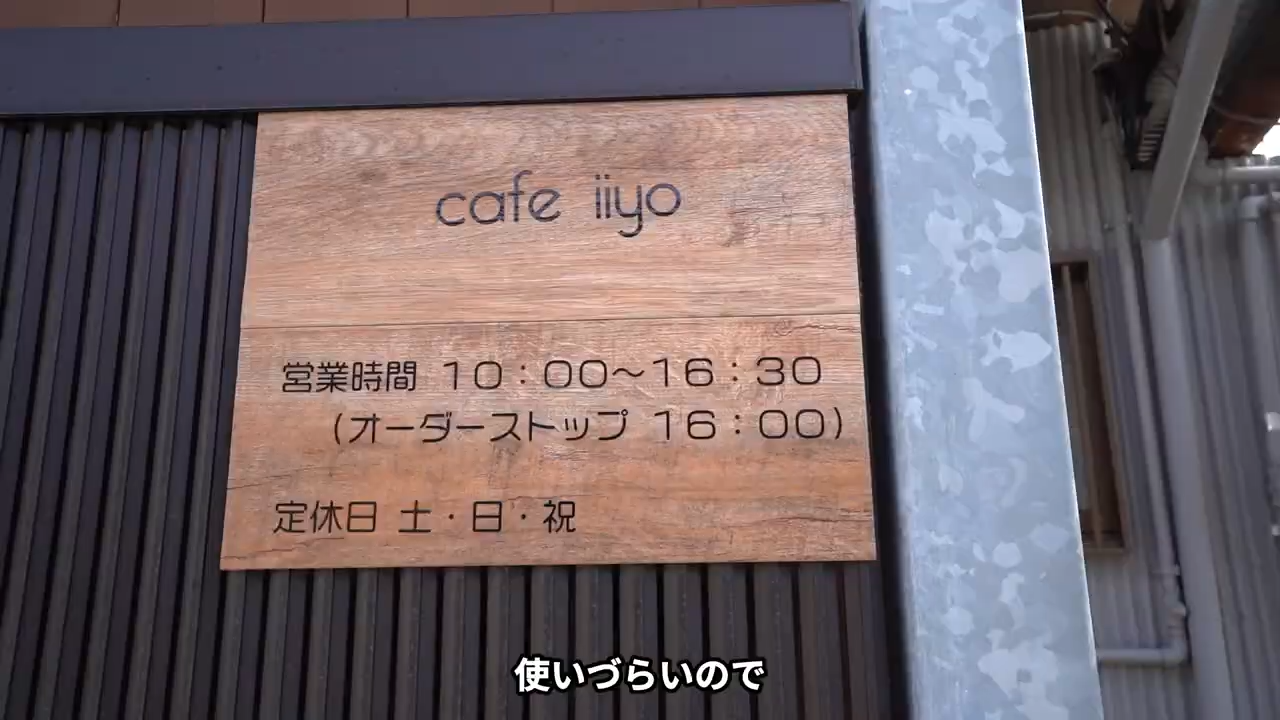 cafe iiyo
営業時間 10:00～16:30
(オーダーストップ 16:00)
定休日 土・日・祝
使いづらいので